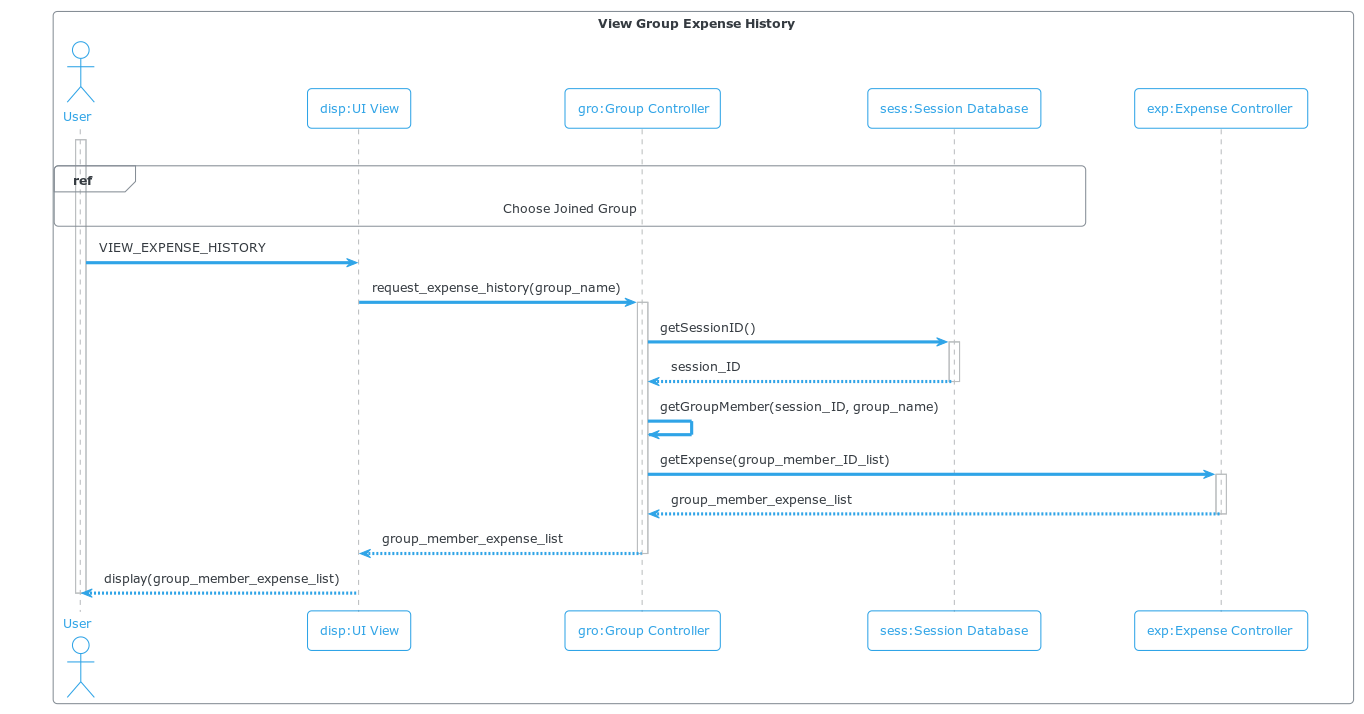 View Group Expense History
User
disp:UI View
gro:Group Controller
sess:Session Database
exp:Expense Controller
ref
Choose Joined Group
VIEW_EXPENSE_HISTORY
request_expense_history(group_name)
getSessionID()
session_ID
getGroupMember(session_ID, group_name)
getExpense(group_member_ID_list)
group_member_expense_list
group_member_expense_list
display(group_member_expense_list)
User
disp:UI View
gro:Group Controller
sess:Session Database
exp:Expense Controller